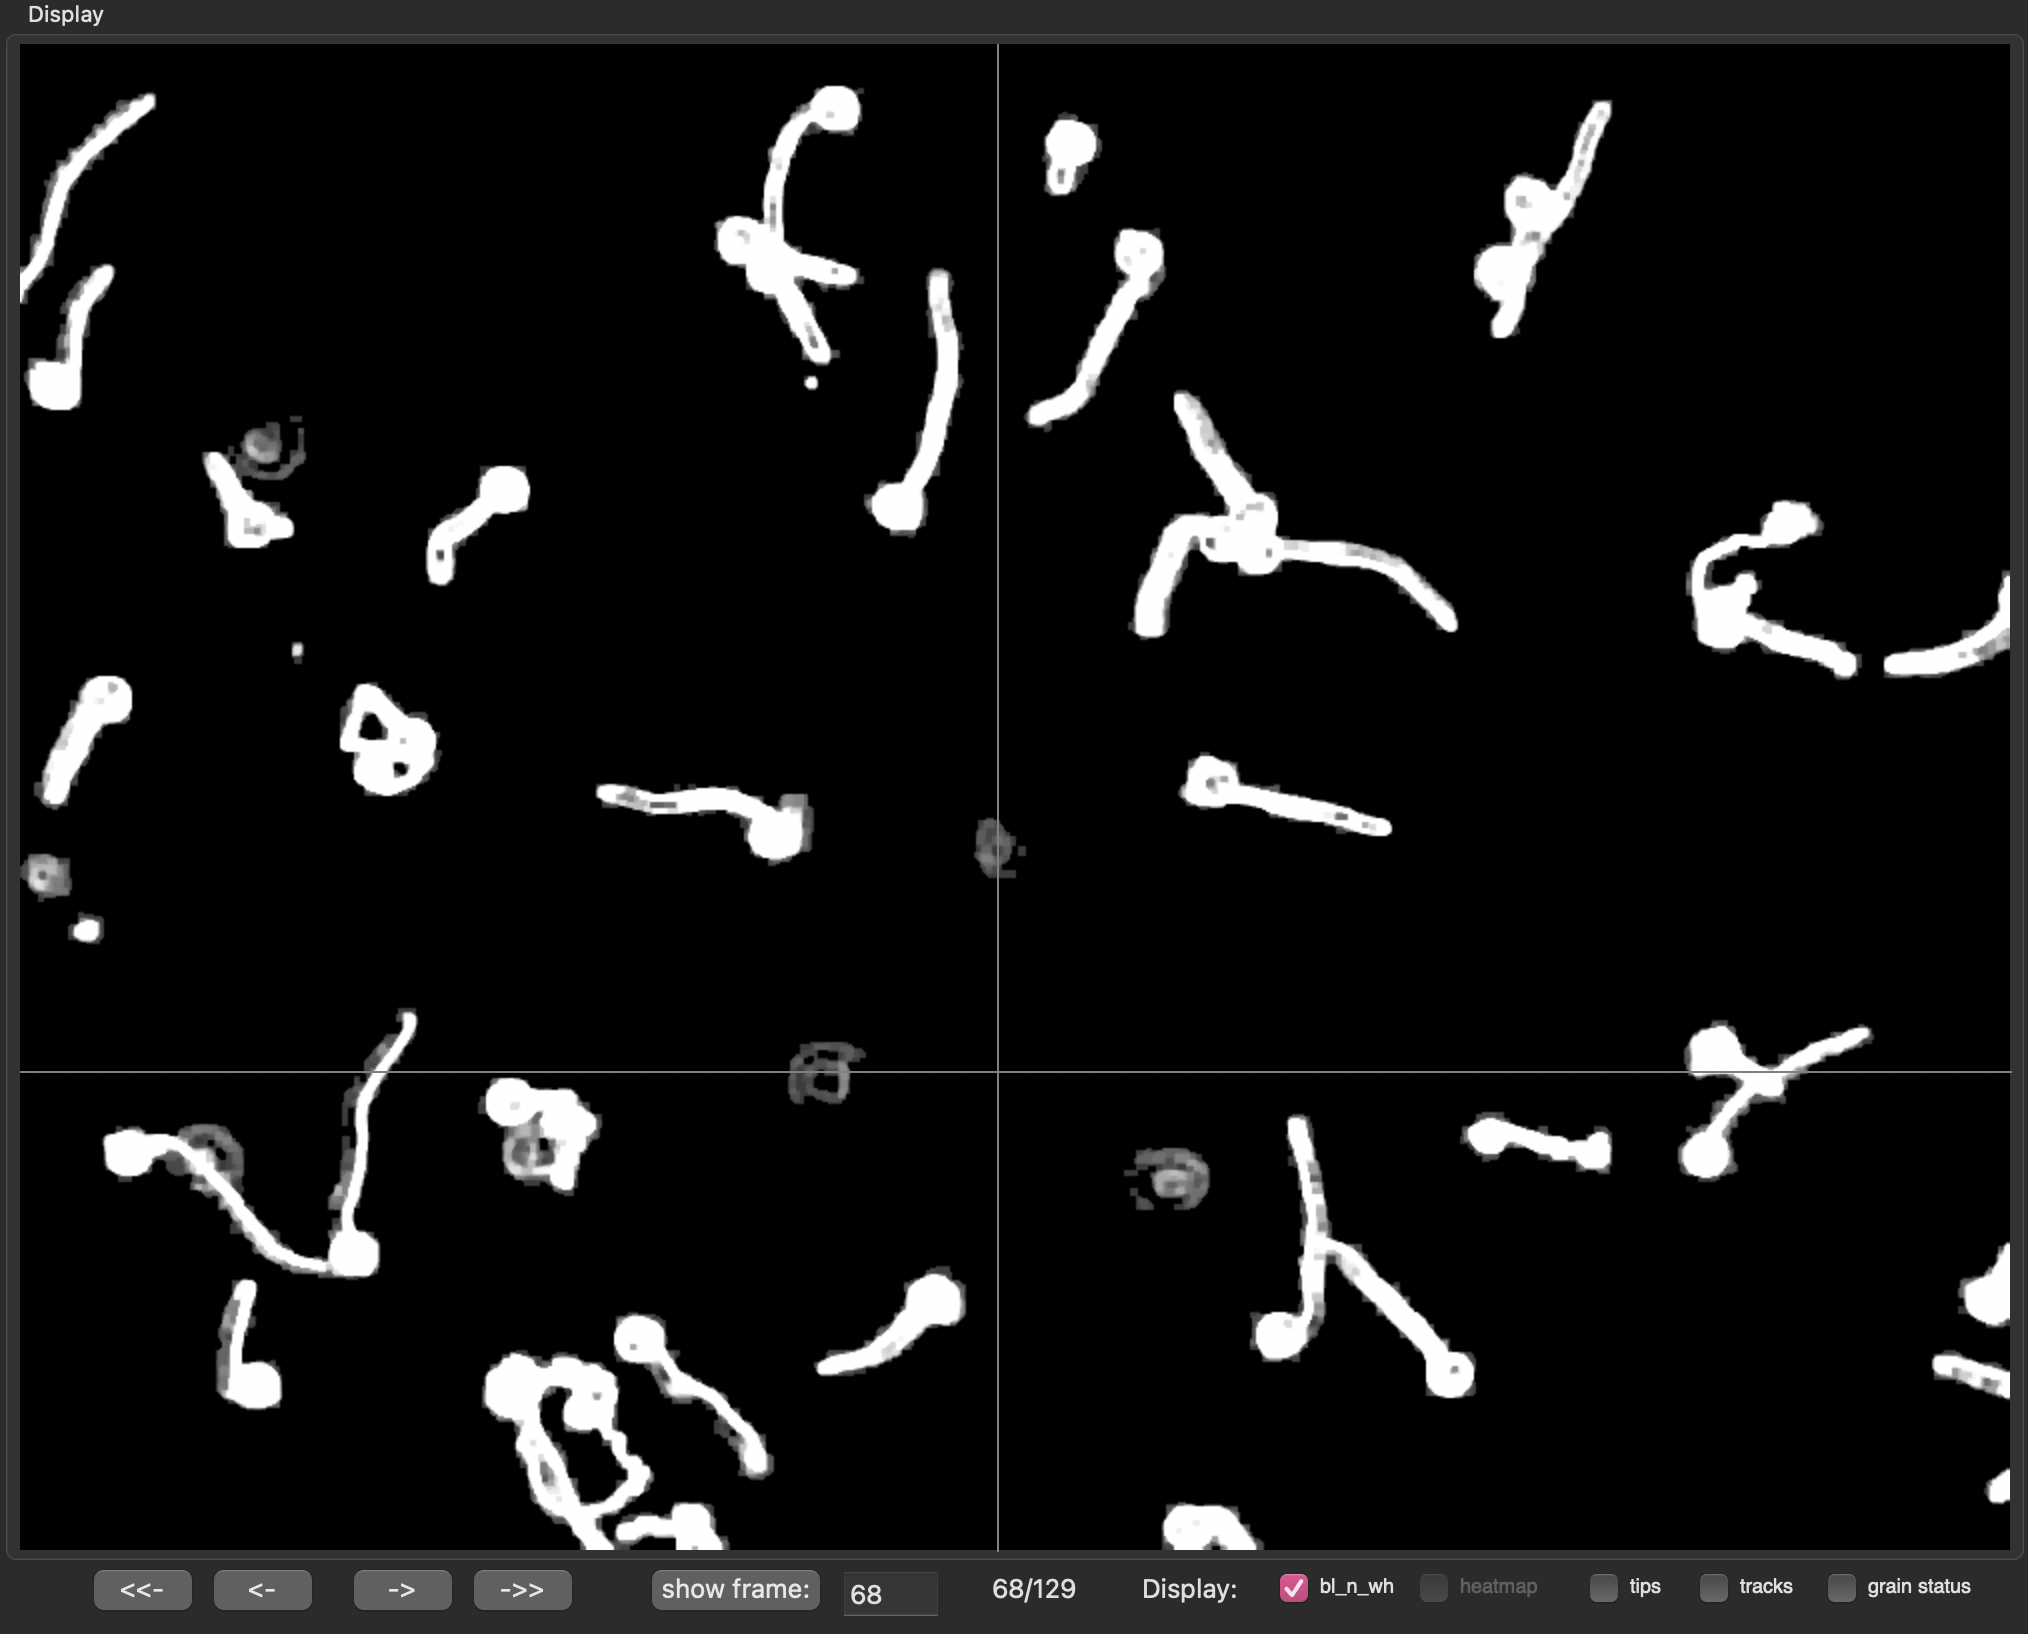 Display
<<- <- -> ->> show frame: 68 68/129 Display: bl_n_wh heatmap tips tracks grain status